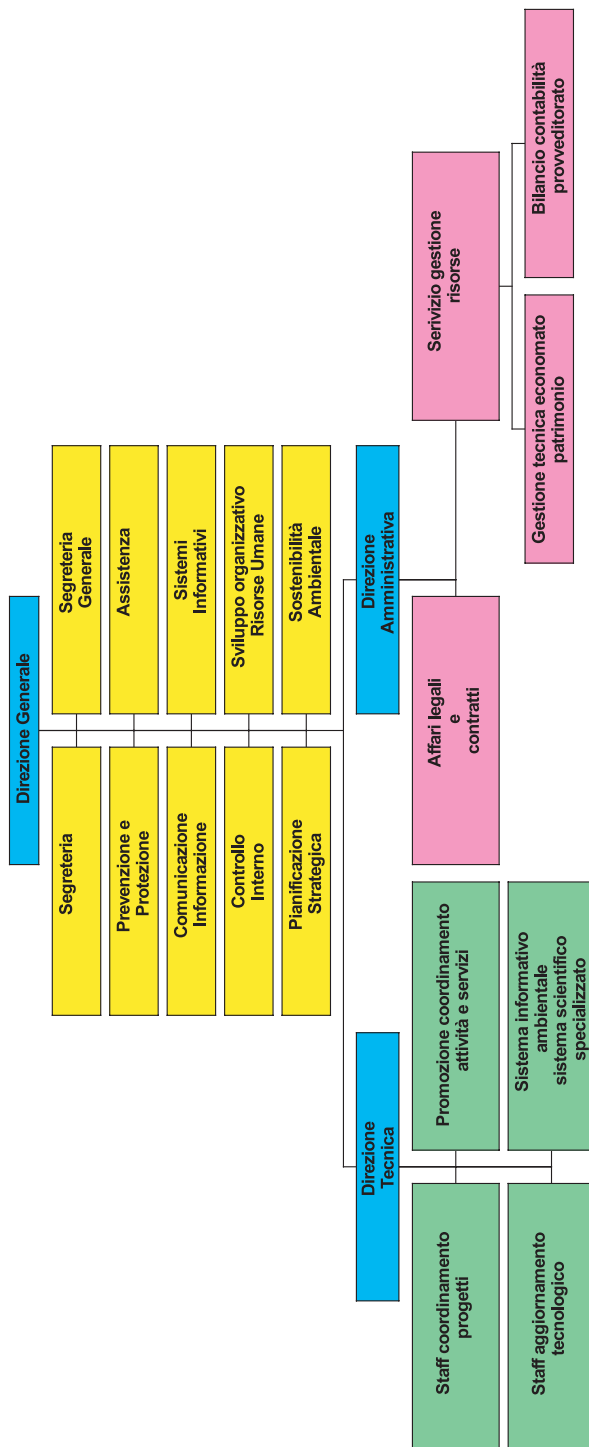 Direzione Generale
Segreteria
Segreteria
Generale
Prevenzione e
Protezione
Assistenza
Comunicazione
Informazione
Sistemi
Informativi
Controllo
Interno
Sviluppo organizzativo
Risorse Umane
Pianificazione
Strategica
Sostenibilità
Ambientale
Direzione
Tecnica
Direzione
Amministrativa
Staff coordinamento
progetti
Promozione coordinamento
attività e servizi
Staff aggiornamento
tecnologico
Sistema informativo
ambientale
sistema scientifico
specializzato
Affari legali
e
contratti
Serivizio gestione
risorse
Gestione tecnica economato
patrimonio
Bilancio contabilità
provveditorato